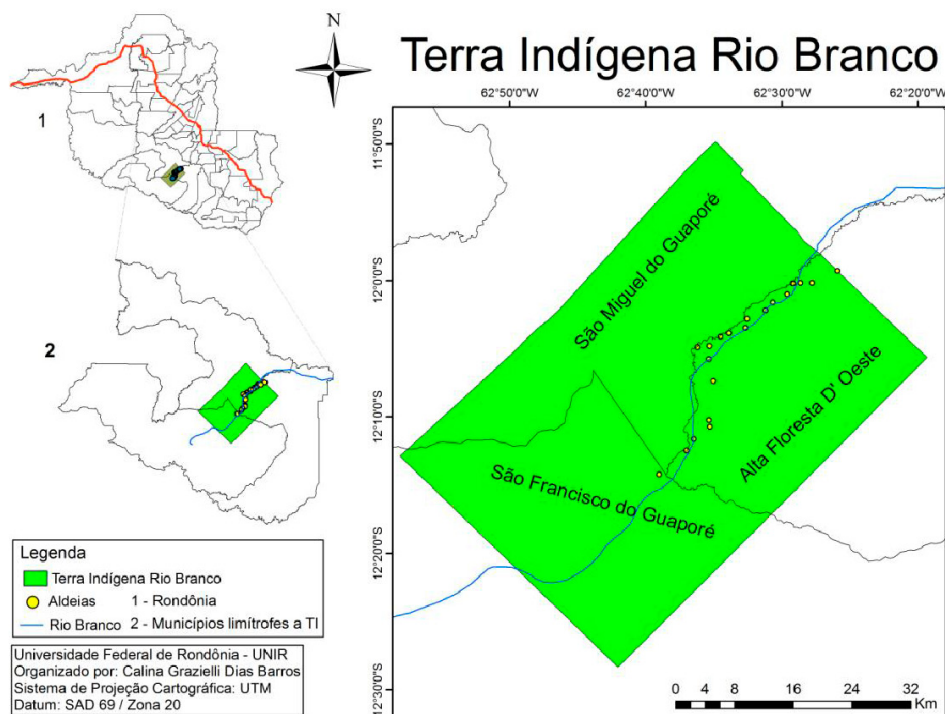 N
Terra Indígena Rio Branco
1
2
62°50'0"W 62°40'0"W 62°30'0"W 62°20'0"W
11°50'0"S
12°0'0"S
12°10'0"S
12°20'0"S
12°30'0"S
São Miguel do Guaporé
Alta Floresta D' Oeste
São Francisco do Guaporé
Legenda
Terra Indígena Rio Branco
Aldeias 1 - Rondônia
Rio Branco 2 - Municípios limítrofes a TI
Universidade Federal de Rondônia - UNIR
Organizado por: Calina Grazielli Dias Barros
Sistema de Projeção Cartográfica: UTM
Datum: SAD 69 / Zona 20
0 4 8 16 24 32
Km